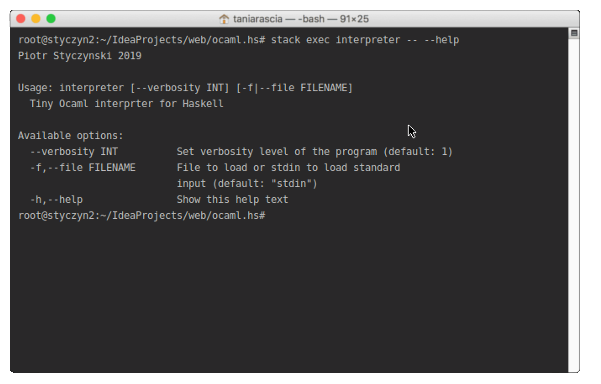 taniarascia — -bash — 91×25
root@styczyn2:~/IdeaProjects/web/ocaml.hs# stack exec interpreter -- --help
Piotr Styczynski 2019
Usage: interpreter [--verbosity INT] [-f|--file FILENAME]
Tiny Ocaml interprter for Haskell
Available options:
--verbosity INT Set verbosity level of the program (default: 1)
-f,--file FILENAME File to load or stdin to load standard
input (default: "stdin")
-h,--help Show this help text
root@styczyn2:~/IdeaProjects/web/ocaml.hs#